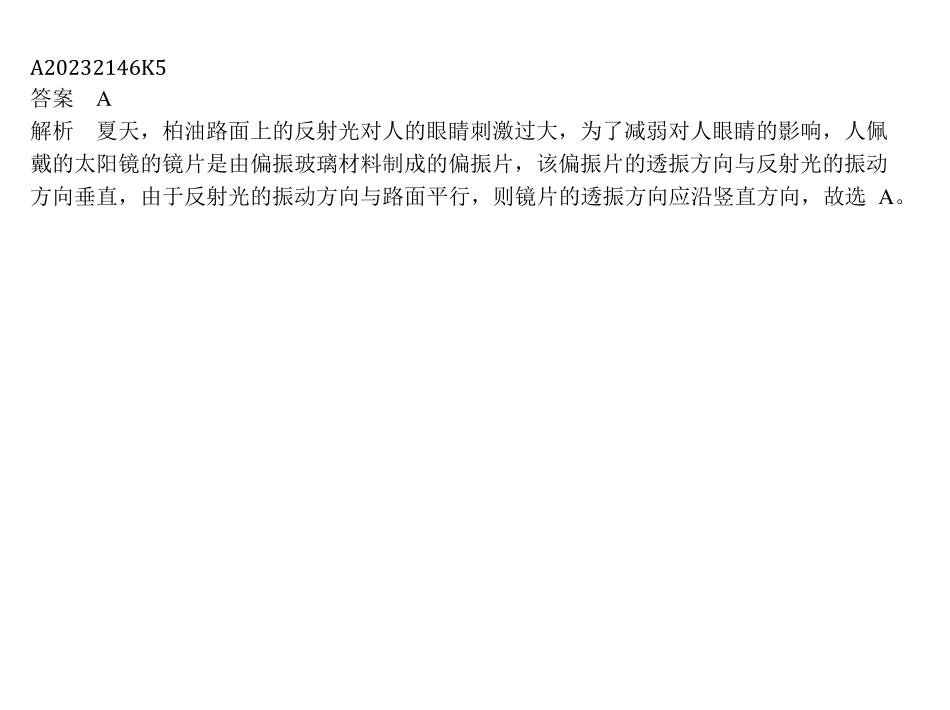 A20232146K5
答案 A
解析 夏天，柏油路面上的反射光对人的眼睛刺激过大，为了减弱对人眼睛的影响，人佩
戴的太阳镜的镜片是由偏振玻璃材料制成的偏振片，该偏振片的透振方向与反射光的振动
方向垂直，由于反射光的振动方向与路面平行，则镜片的透振方向应沿竖直方向，故选 A。